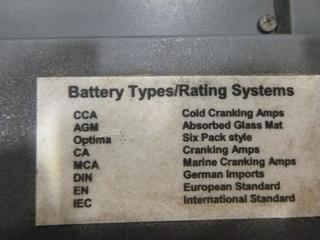 Battery Types/Rating Systems
CCA Cold Cranking Amps
AGM Absorbed Glass Mat
Optima Six Pack style
CA Cranking Amps
MCA Marine Cranking Amps
DIN German Imports
EN European Standard
IEC International Standard